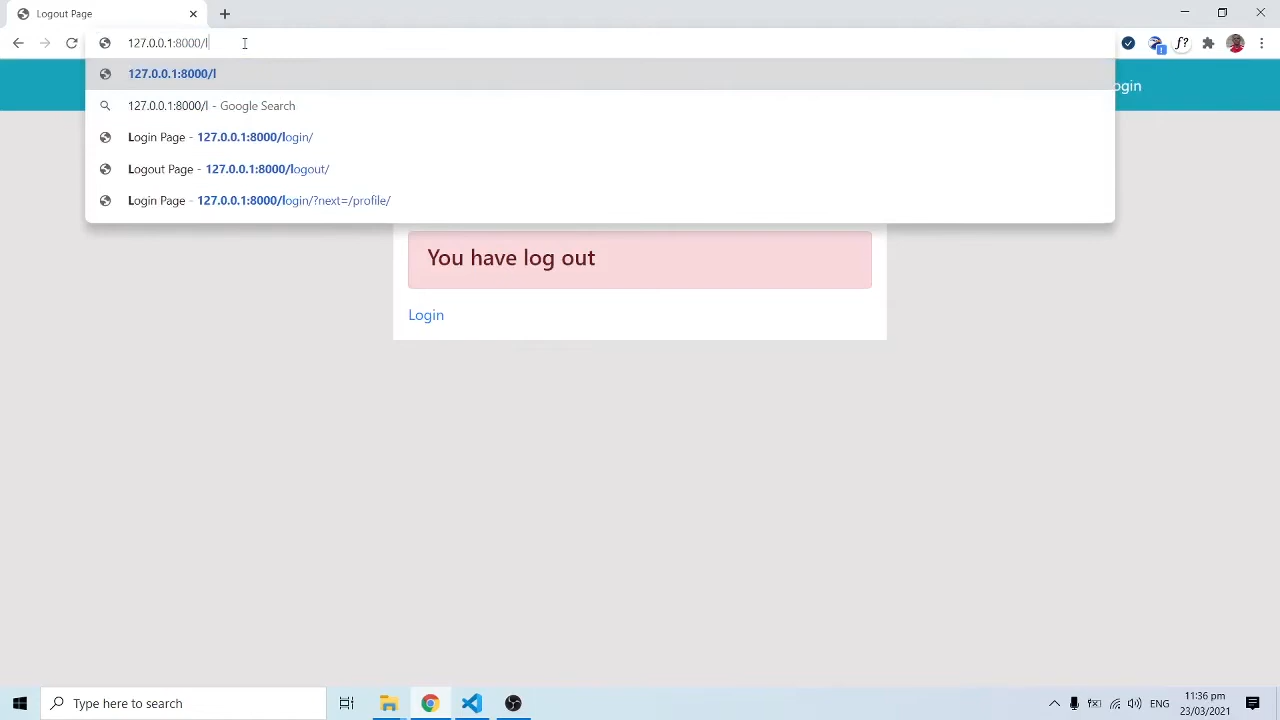 Logout Page
127.0.0.1:8000/l
127.0.0.1:8000/l
127.0.0.1:8000/l - Google Search
Login Page - 127.0.0.1:8000/login/
Logout Page - 127.0.0.1:8000/logout/
Login Page - 127.0.0.1:8000/login/?next=/profile/
ogin
You have log out
Login
Type here to search
ENG
11:36 pm
23/03/2021